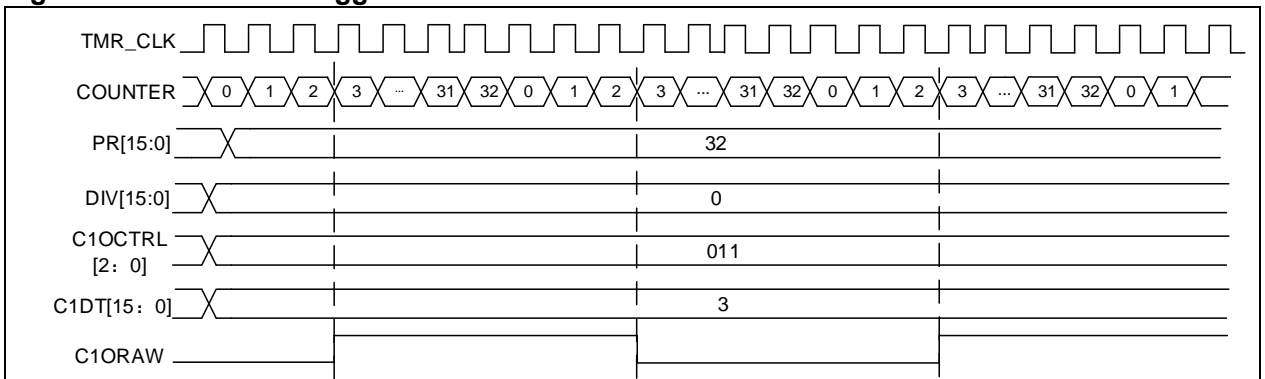 TMR_CLK
COUNTER 0 1 2 3 ... 31 32 0 1 2 3 ... 31 32 0 1 2 3 ... 31 32 0 1
PR[15:0] 32
DIV[15:0] 0
C1OCTRL
[2：0] 011
C1DT[15：0] 3
C1ORAW